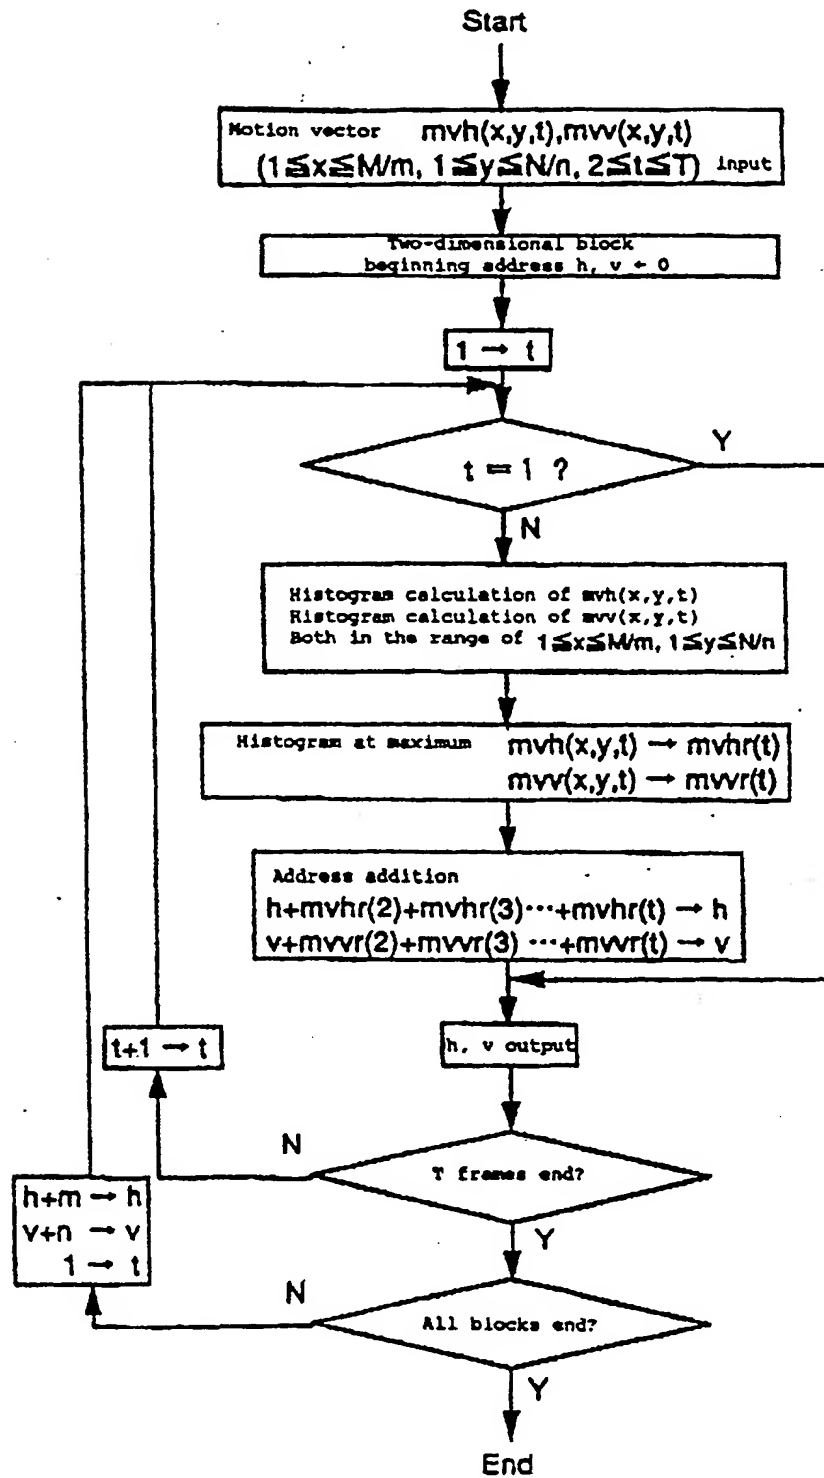 Start
Motion vector mvh(x,y,t),mvv(x,y,t)
(1≦x≦M/m, 1≦y≦N/n, 2≦t≦T) input
Two-dimensional block
beginning address h, v ← 0
1 → t
t = 1 ?
Y
N
Histogram calculation of mvh(x,y,t)
Histogram calculation of mvv(x,y,t)
Both in the range of 1≦x≦M/m, 1≦y≦N/n
Histogram at maximum mvh(x,y,t) → mvhr(t)
mvv(x,y,t) → mvvr(t)
Address addition
h+mvhr(2)+mvhr(3)···+mvhr(t) → h
v+mvvr(2)+mvvr(3) ···+mvvr(t) → v
t+1 → t
h, v output
N
T frames end?
Y
h+m → h
v+n → v
1 → t
N
All blocks end?
Y
End